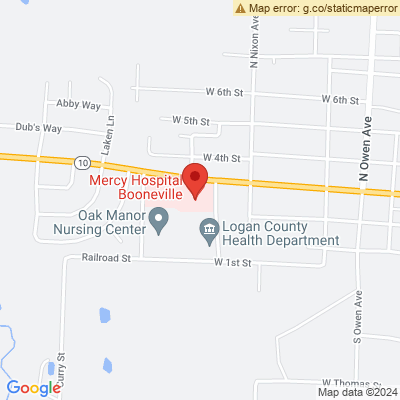 Map error: g.co/staticmaperror
N Nixon Ave
W 6th St
W 6th St
Abby Way
W 5th St
Dub's Way
Laken Ln
N Owen Ave
W 4th St
10
Mercy Hospital
Booneville
Oak Manor
Nursing Center
Logan County
Health Department
Railroad St
W 1st St
S Owen Ave
Curry St
W Thomas St
Google
Map data ©2024